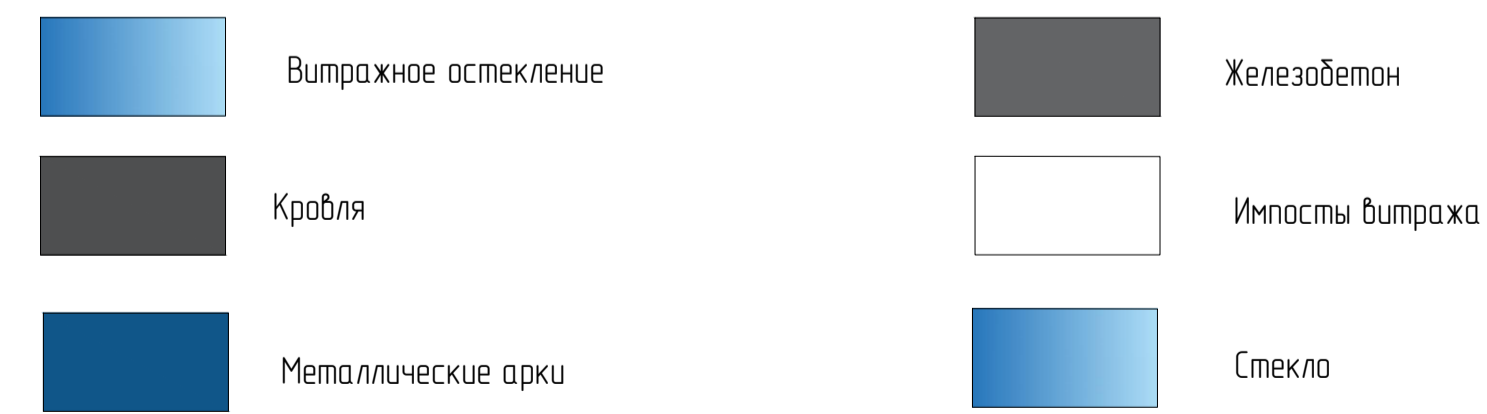 Витражное остекление
Железобетон
Кровля
Импосты витража
Металлические арки
Стекло